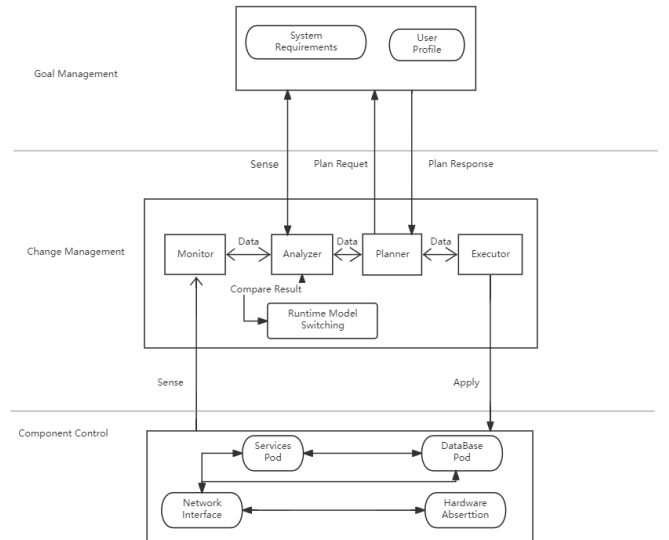 System
Requirements
User
Profile
Goal Management
Sense
Plan Requet
Plan Response
Change Management
Monitor
Data
Analyzer
Data
Planner
Data
Executor
Compare Result
Runtime Model
Switching
Sense
Apply
Component Control
Services
Pod
DataBase
Pod
Network
Interface
Hardware
Aberttion